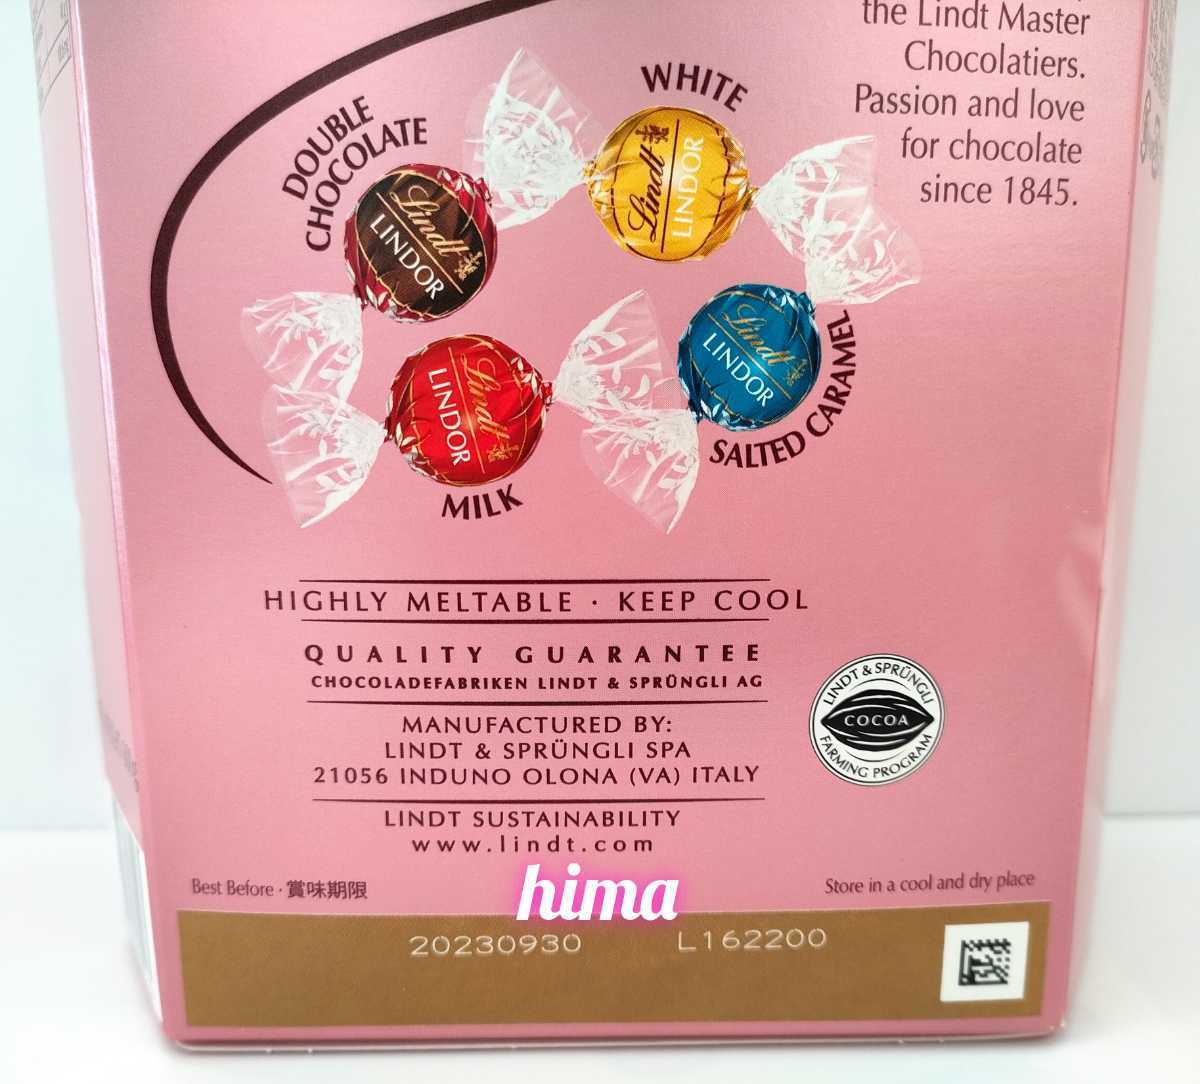 the Lindt Master
Chocolatiers.
Passion and love
for chocolate
since 1845.
DOUBLE
CHOCOLATE
WHITE
Lindt
LINDOR
Lindt
LINDOR
Lindt
LINDOR
Lindt
LINDOR
SALTED CARAMEL
MILK
HIGHLY MELTABLE · KEEP COOL
QUALITY GUARANTEE
CHOCOLADEFABRIKEN LINDT & SPRÜNGLI AG
MANUFACTURED BY:
LINDT & SPRÜNGLI SPA
21056 INDUNO OLONA (VA) ITALY
LINDT & SPRÜNGLI
COCOA
FARMING PROGRAM
LINDT SUSTAINABILITY
www.lindt.com
hima
Best Before · 賞味期限
Store in a cool and dry place
20230930 L162200